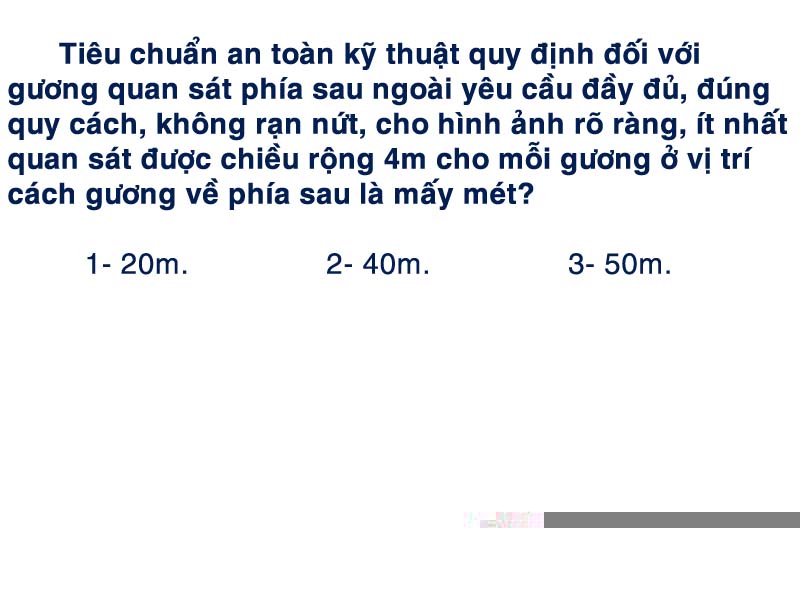 Tiêu chuẩn an toàn kỹ thuật quy định đối với
gương quan sát phía sau ngoài yêu cầu đầy đủ, đúng
quy cách, không rạn nứt, cho hình ảnh rõ ràng, ít nhất
quan sát được chiều rộng 4m cho mỗi gương ở vị trí
cách gương về phía sau là mấy mét?
1- 20m. 2- 40m. 3- 50m.